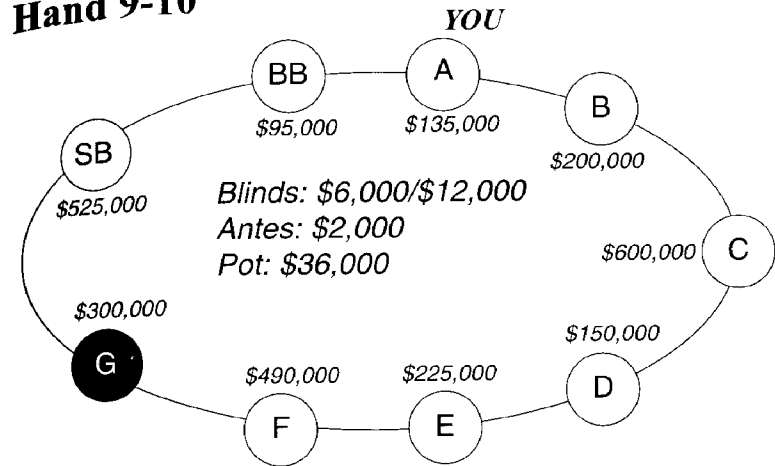 Hand 9-10
YOU
BB
A
B
$95,000
$135,000
SB
$200,000
Blinds: $6,000/$12,000
$525,000
Antes: $2,000
$600,000
C
Pot: $36,000
$300,000
$150,000
G
$490,000
$225,000
D
F
E